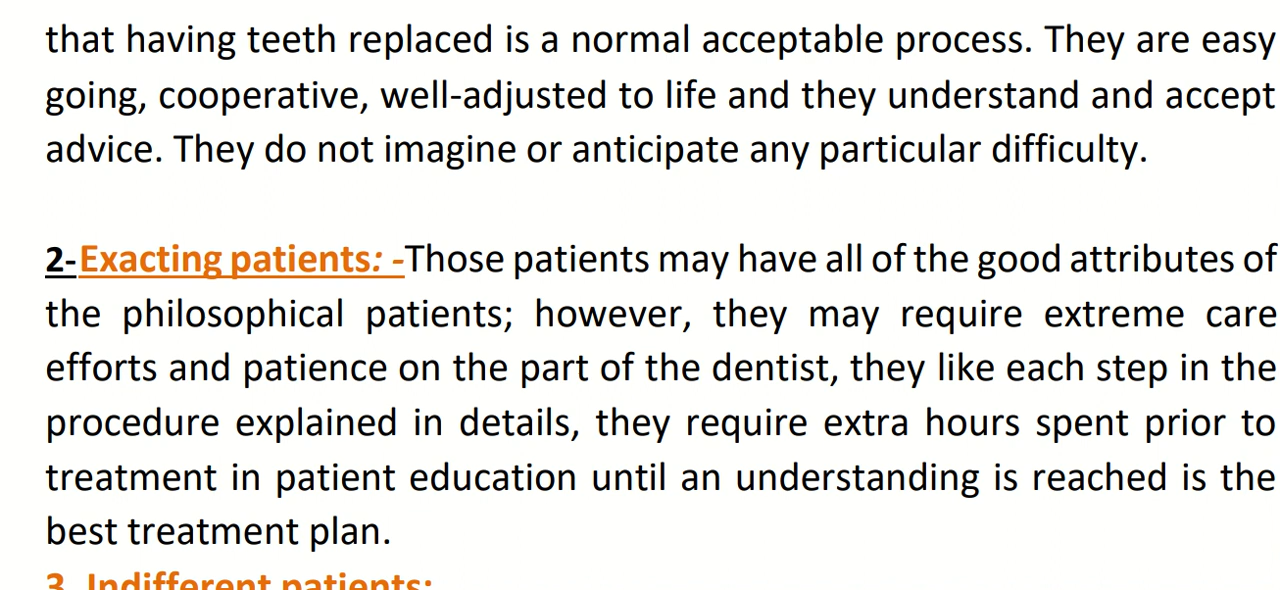 that having teeth replaced is a normal acceptable process. They are easy
going, cooperative, well-adjusted to life and they understand and accept
advice. They do not imagine or anticipate any particular difficulty.
2-Exacting patients: -Those patients may have all of the good attributes of
the philosophical patients; however, they may require extreme care
efforts and patience on the part of the dentist, they like each step in the
procedure explained in details, they require extra hours spent prior to
treatment in patient education until an understanding is reached is the
best treatment plan.
3. Indifferent patients: